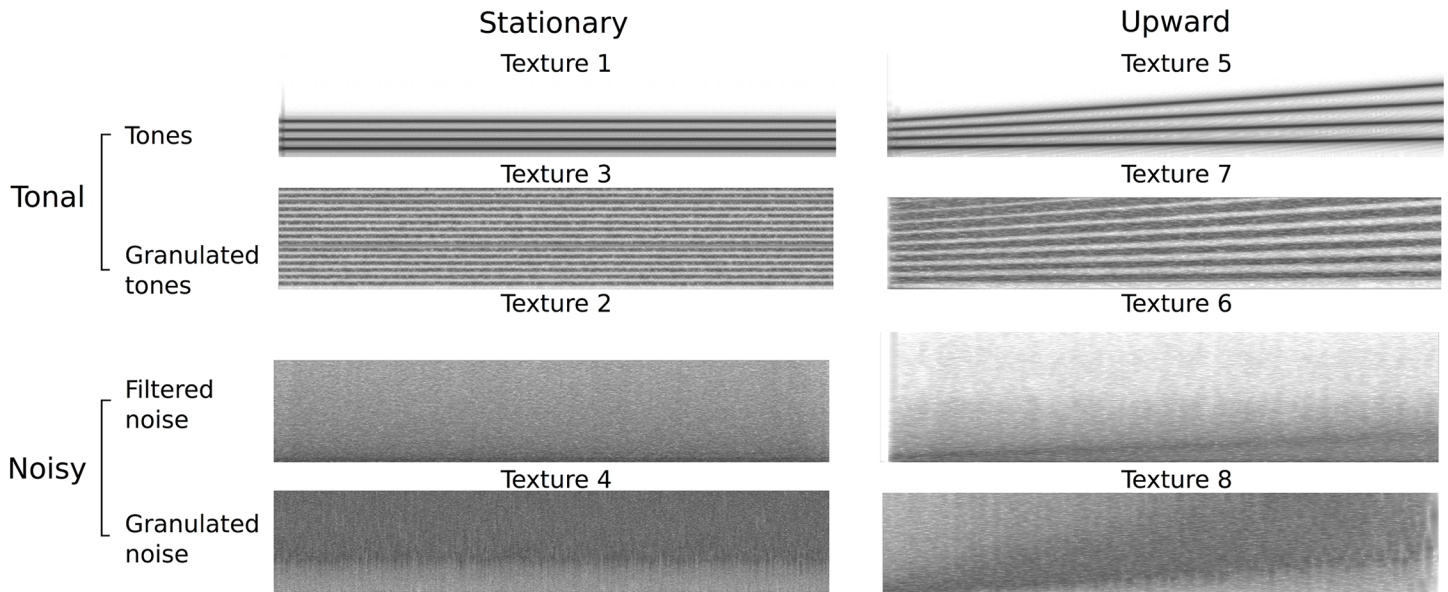 Stationary
Upward
Texture 1
Texture 5
Tones
Texture 3
Texture 7
Tonal
Granulated
tones
Texture 2
Texture 6
Filtered
noise
Noisy
Texture 4
Texture 8
Granulated
noise